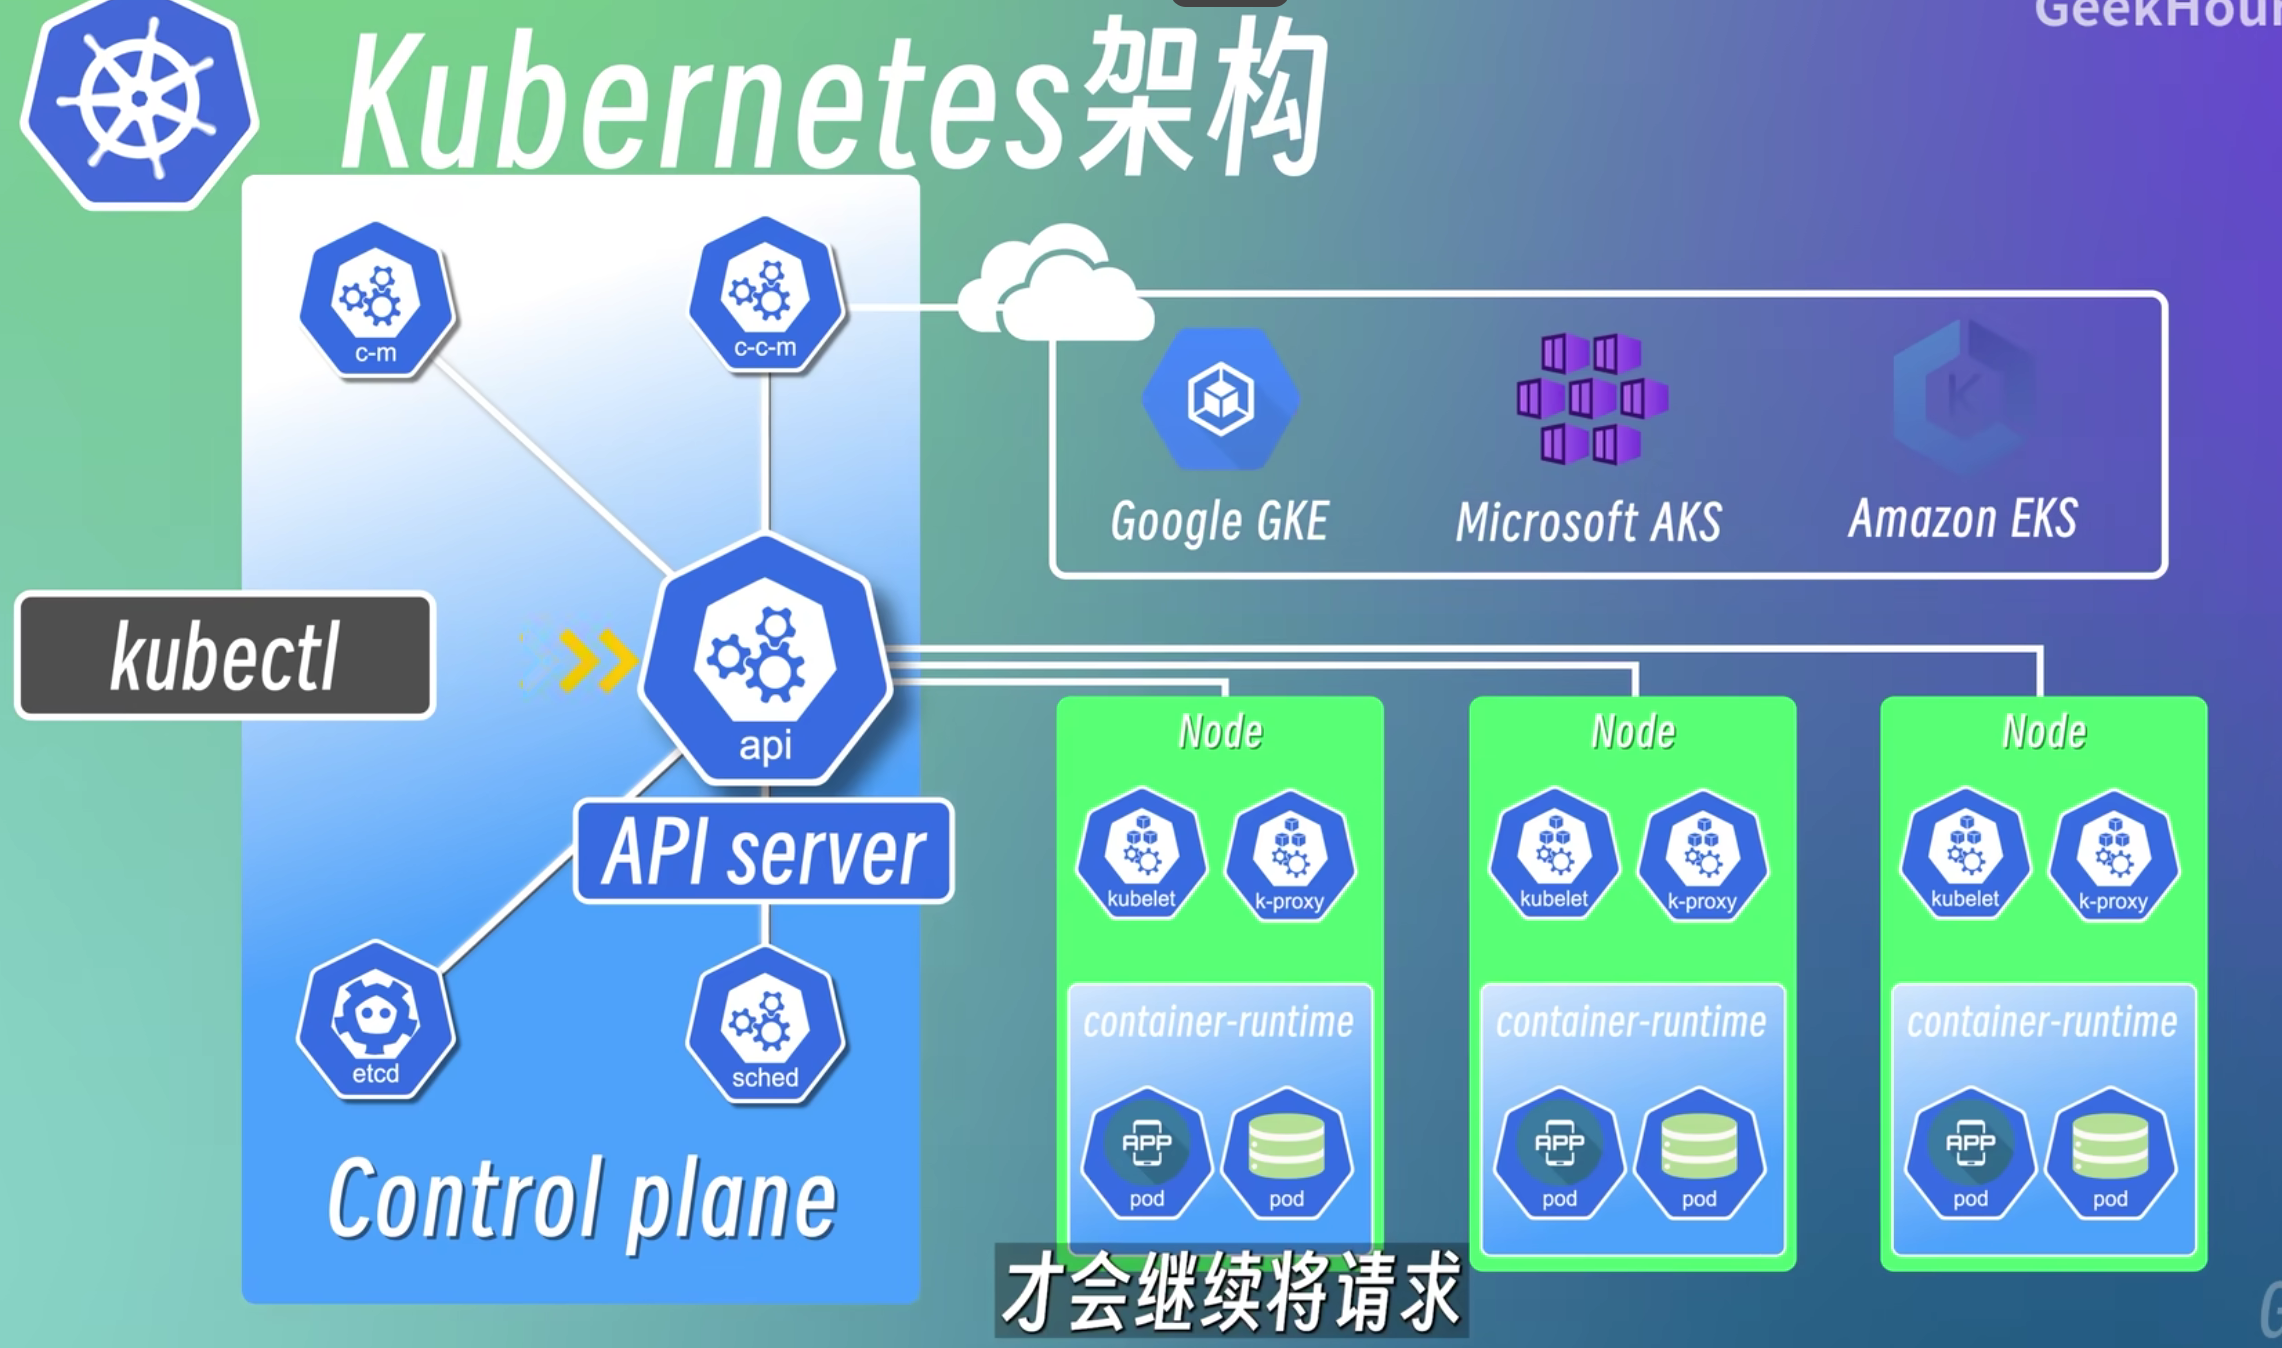 GeekHour
Kubernetes架构
c-m
c-c-m
Google GKE
Microsoft AKS
K
Amazon EKS
kubectl
api
API server
etcd
sched
Control plane
Node
kubelet
k-proxy
container-runtime
APP
pod
pod
Node
kubelet
k-proxy
container-runtime
APP
pod
pod
Node
kubelet
k-proxy
container-runtime
APP
pod
pod
才会继续将请求